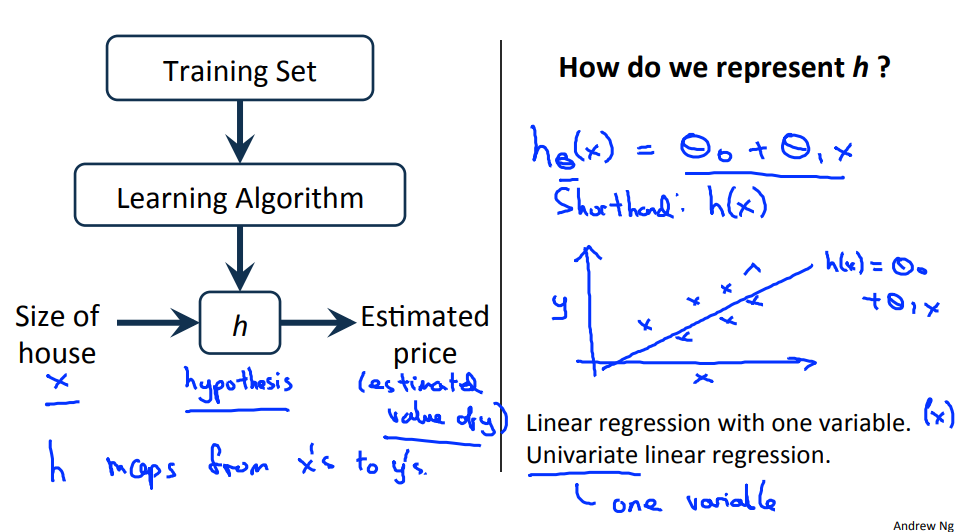 Training Set
Learning Algorithm
Size of
house
h
Estimated
price
x
hypothesis
(estimated
value of y)
h maps from x's to y's.
How do we represent h ?
hθ(x) = θ₀ + θ₁x
Shorthand: h(x)
y
x
h(x) = θ₀
+ θ₁x
Linear regression with one variable. (x)
Univariate linear regression.
one variable
Andrew Ng